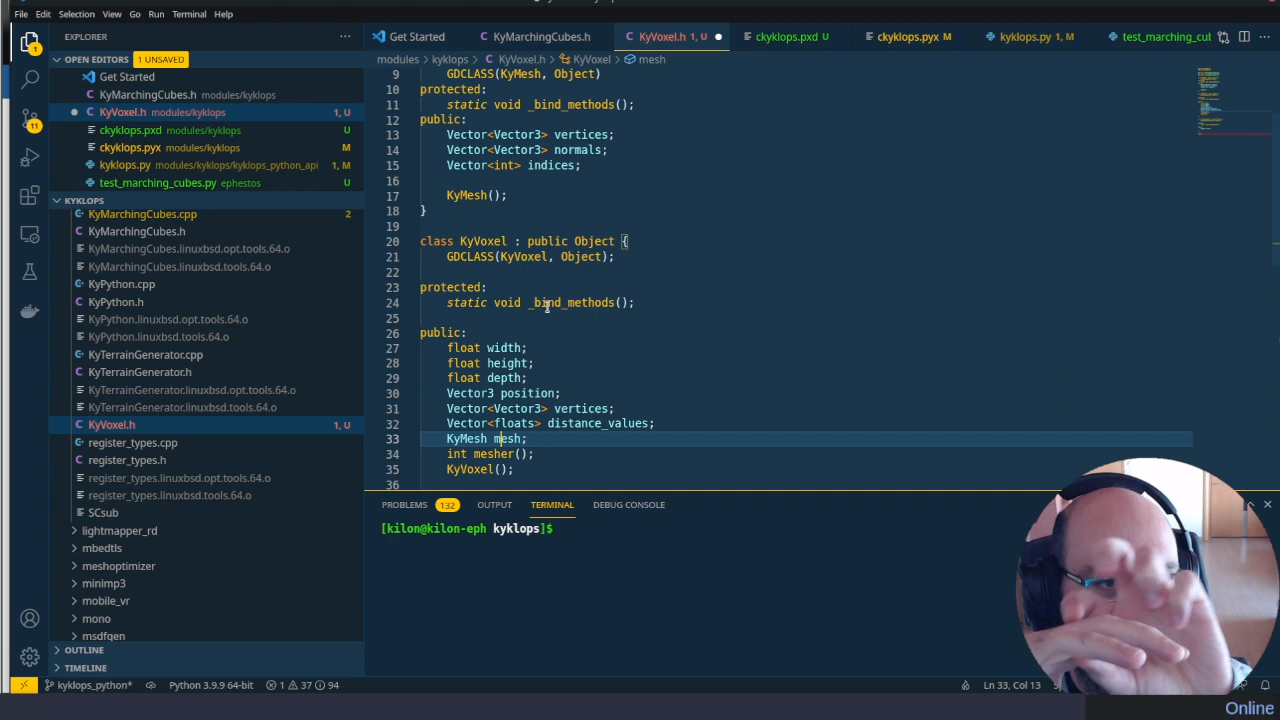 File Edit Selection View Go Run Terminal Help
EXPLORER
OPEN EDITORS 1 UNSAVED
Get Started
KyMarchingCubes.h modules/kyklops
KyVoxel.h modules/kyklops 1, U
ckyklops.pxd modules/kyklops U
ckyklops.pyx modules/kyklops M
kyklops.py modules/kyklops/kyklops_python_api 1, M
test_marching_cubes.py ephestos U
KYKLOPS
KyMarchingCubes.cpp 2
KyMarchingCubes.h
KyMarchingCubes.linuxbsd.opt.tools.64.o
KyMarchingCubes.linuxbsd.tools.64.o
KyPython.cpp
KyPython.h
KyPython.linuxbsd.opt.tools.64.o
KyPython.linuxbsd.tools.64.o
KyTerrainGenerator.cpp
KyTerrainGenerator.h
KyTerrainGenerator.linuxbsd.opt.tools.64.o
KyTerrainGenerator.linuxbsd.tools.64.o
KyVoxel.h 1, U
register_types.cpp
register_types.h
register_types.linuxbsd.opt.tools.64.o
register_types.linuxbsd.tools.64.o
SCsub
lightmapper_rd
mbedtls
meshoptimizer
minimp3
mobile_vr
mono
msdfgen
OUTLINE
TIMELINE
11
Get Started KyMarchingCubes.h KyVoxel.h 1, U ckyklops.pxd U ckyklops.pyx M kyklops.py 1, M test_marching_cub
modules > kyklops > KyVoxel.h > KyVoxel > mesh
9 GDCLASS(KyMesh, Object)
10 protected:
11 static void _bind_methods();
12 public:
13 Vector<Vector3> vertices;
14 Vector<Vector3> normals;
15 Vector<int> indices;
16
17 KyMesh();
18 }
19
20 class KyVoxel : public Object {
21 GDCLASS(KyVoxel, Object);
22
23 protected:
24 static void _bind_methods();
25
26 public:
27 float width;
28 float height;
29 float depth;
30 Vector3 position;
31 Vector<Vector3> vertices;
32 Vector<floats> distance_values;
33 KyMesh mesh;
34 int mesher();
35 KyVoxel();
36
PROBLEMS 132 OUTPUT TERMINAL DEBUG CONSOLE
[kilon@kilon-eph kyklops]$
kyklops_python* Python 3.9.9 64-bit 1 37 94 Ln 33, Col 13
Online